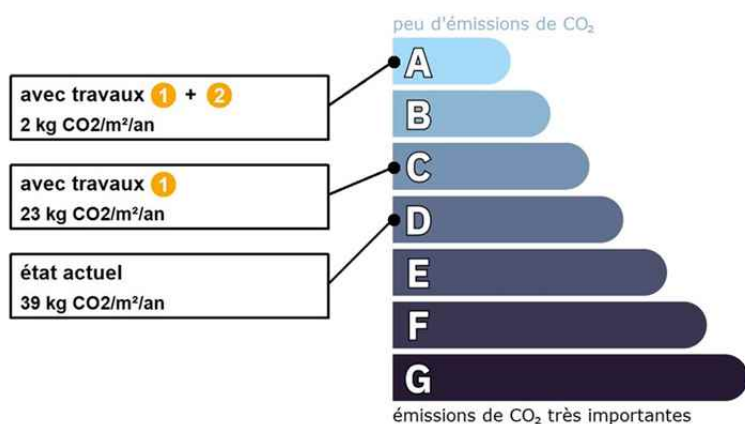 peu d'émissions de CO₂
A
avec travaux 1 + 2
2 kg CO2/m²/an
B
avec travaux 1
23 kg CO2/m²/an
C
D
état actuel
39 kg CO2/m²/an
E
F
G
émissions de CO₂ très importantes